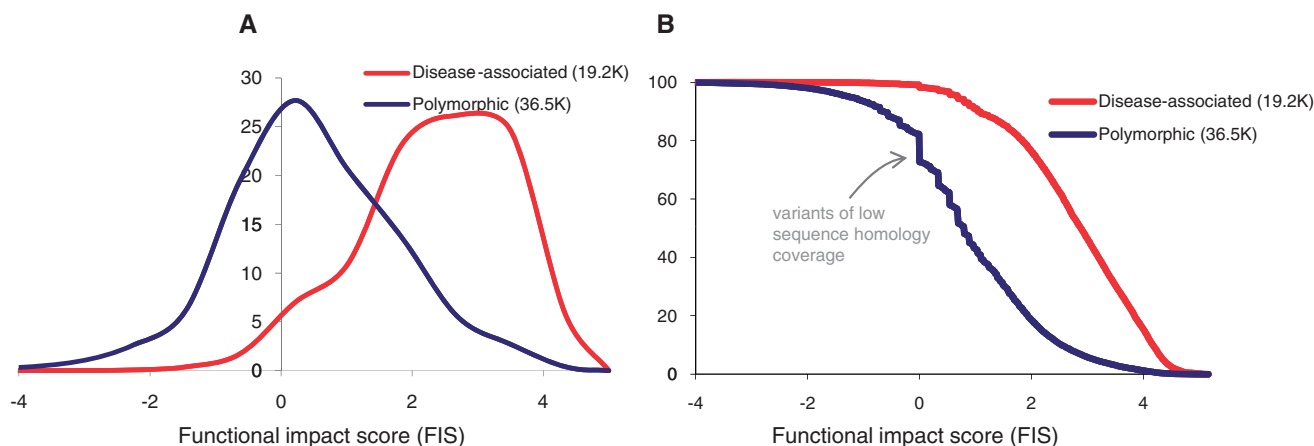 A
30
25
20
15
10
5
0
-4 -2 0 2 4
Disease-associated (19.2K)
Polymorphic (36.5K)
Functional impact score (FIS)
B
100
80
60
40
20
0
-4 -2 0 2 4
Disease-associated (19.2K)
Polymorphic (36.5K)
variants of low
sequence homology
coverage
Functional impact score (FIS)